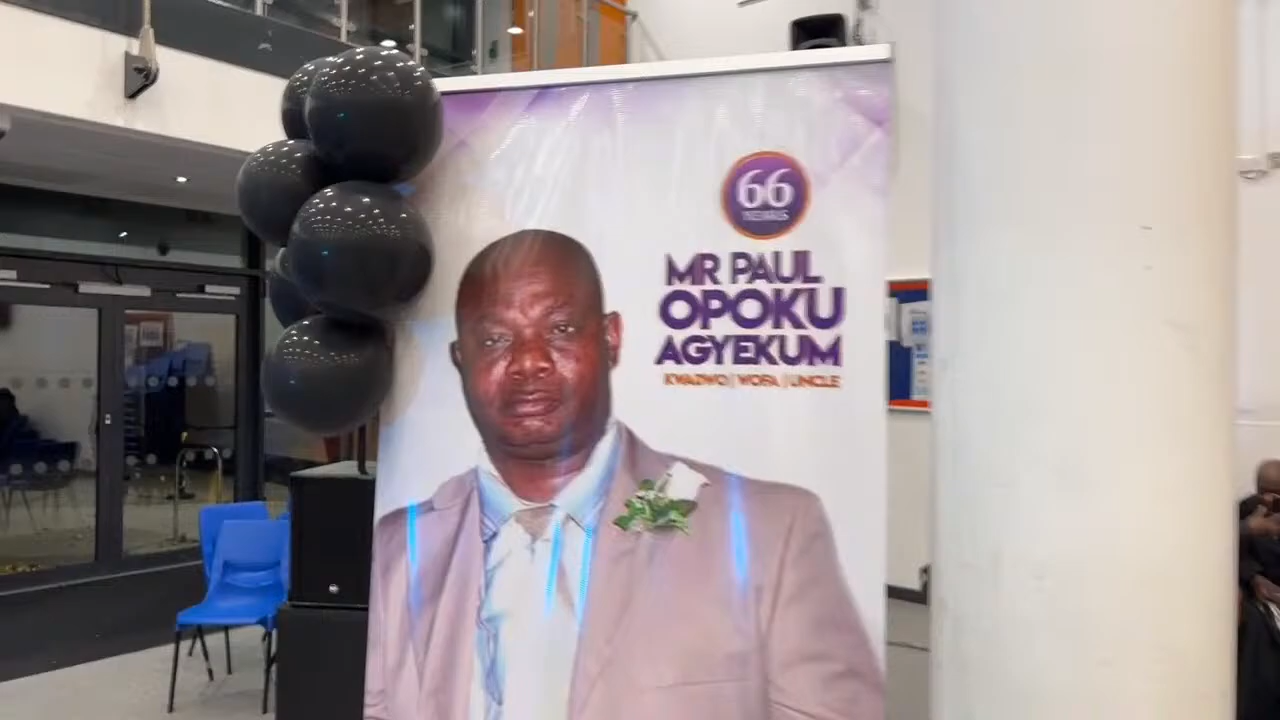 66
YEARS
MR PAUL
OPOKU
AGYEKUM
KWADWO | WOFA | UNCLE